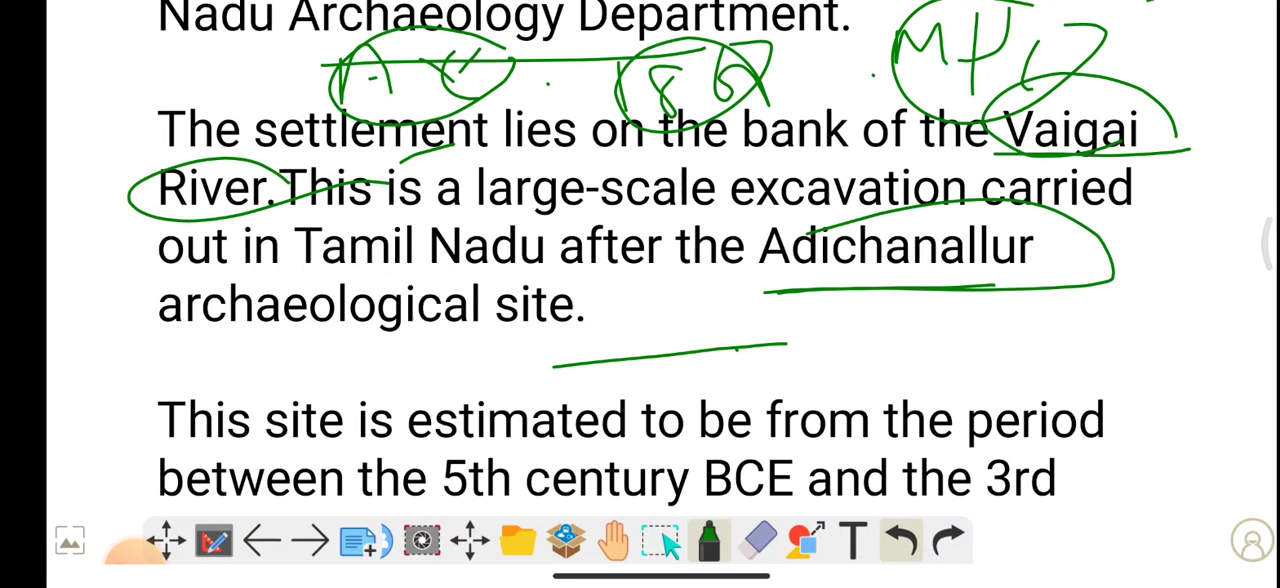 Nadu Archaeology Department.
The settlement lies on the bank of the Vaigai
River.This is a large-scale excavation carried
out in Tamil Nadu after the Adichanallur
archaeological site.
This site is estimated to be from the period
between the 5th century BCE and the 3rd
T